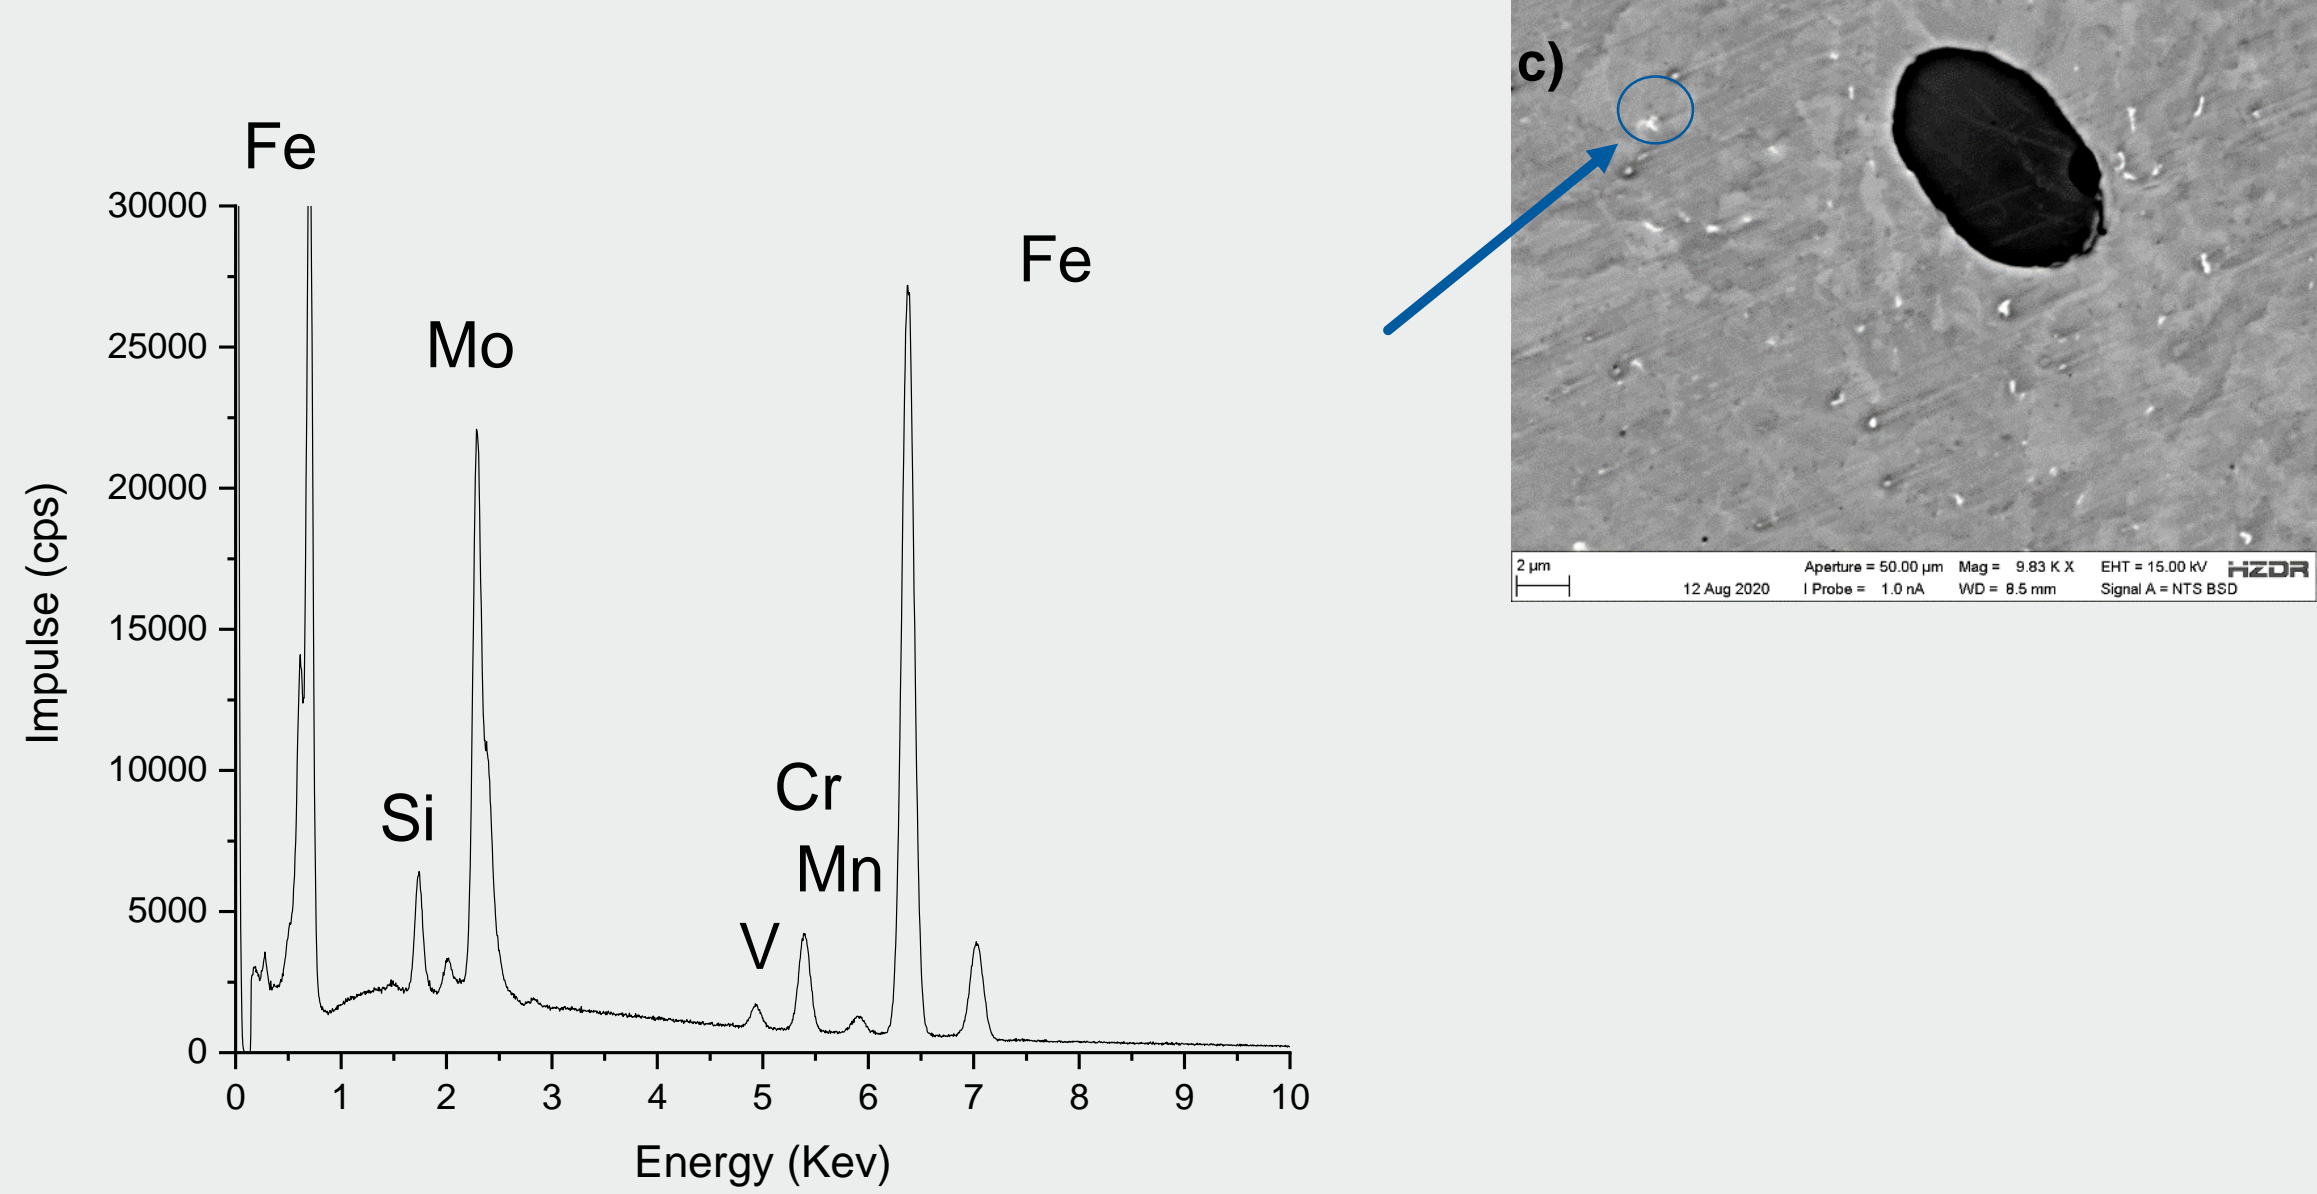 Fe
30000
25000
20000
15000
10000
5000
0
Impulse (cps)
Mo
Si
V
Cr
Mn
Fe
0 1 2 3 4 5 6 7 8 9 10
Energy (Kev)
c)
2 µm
Aperture = 50.00 µm Mag = 9.83 K X EHT = 15.00 kV HZDR
12 Aug 2020 I Probe = 1.0 nA WD = 8.5 mm Signal A = NTS BSD